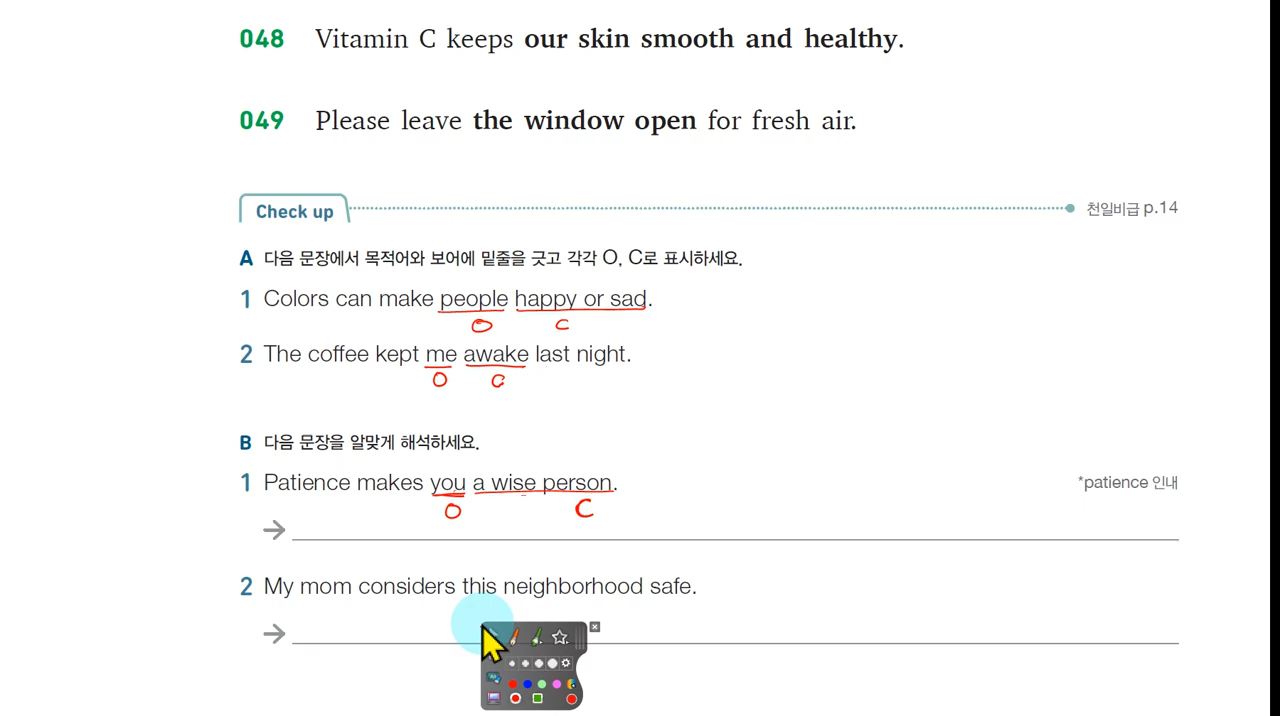 048 Vitamin C keeps our skin smooth and healthy.
049 Please leave the window open for fresh air.
Check up 천일비급 p.14
A 다음 문장에서 목적어와 보어에 밑줄을 긋고 각각 O, C로 표시하세요.
1 Colors can make people happy or sad.
O C
2 The coffee kept me awake last night.
O C
B 다음 문장을 알맞게 해석하세요.
1 Patience makes you a wise person. *patience 인내
O C
→
2 My mom considers this neighborhood safe.
→